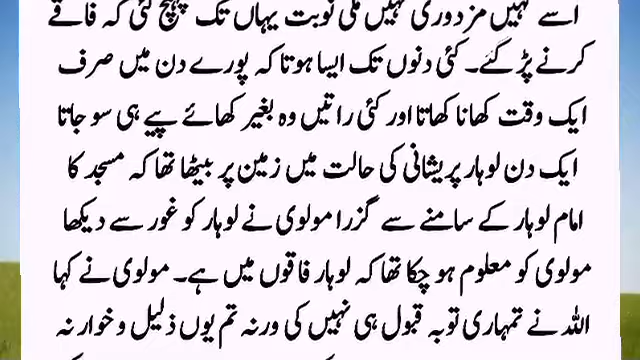 اسے کہیں مزدوری نہیں ملی نوبت یہاں تک پہنچ گئی کہ فاقے
کرنے پڑ گئے۔ کئی دنوں تک ایسا ہوتا کہ پورے دن میں صرف
ایک وقت کھانا کھاتا اور کئی راتیں وہ بغیر کھائے پیے ہی سو جاتا
ایک دن لوہار پریشانی کی حالت میں زمین پر بیٹھا تھا کہ مسجد کا
امام لوہار کے سامنے سے گزرا مولوی نے لوہار کو غور سے دیکھا
مولوی کو معلوم ہو چکا تھا کہ لوہار فاقوں میں ہے۔ مولوی نے کہا
اللہ نے تمہاری توبہ قبول ہی نہیں کی ورنہ تم یوں ذلیل و خوار نہ